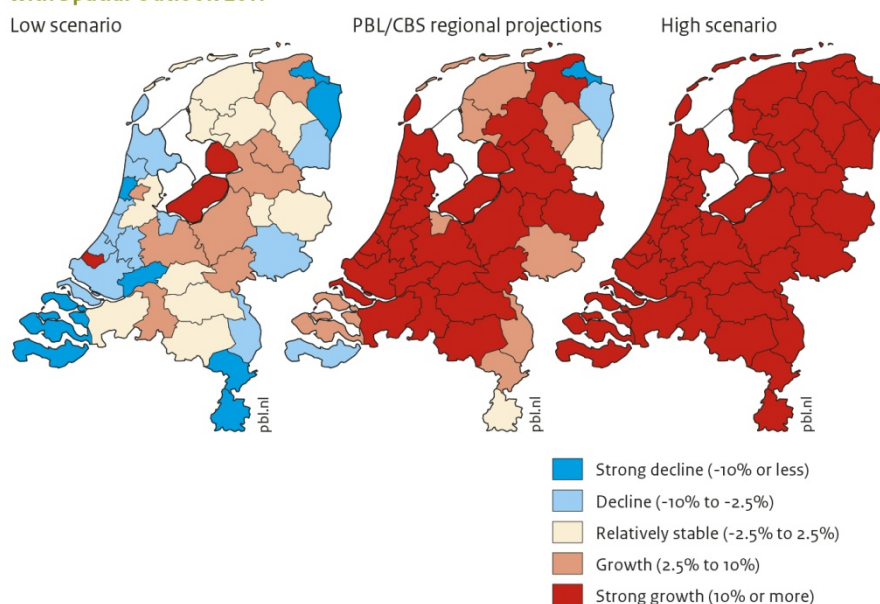 Low scenario
PBL/CBS regional projections
High scenario
pbl.nl
pbl.nl
pbl.nl
Strong decline (-10% or less)
Decline (-10% to -2.5%)
Relatively stable (-2.5% to 2.5%)
Growth (2.5% to 10%)
Strong growth (10% or more)